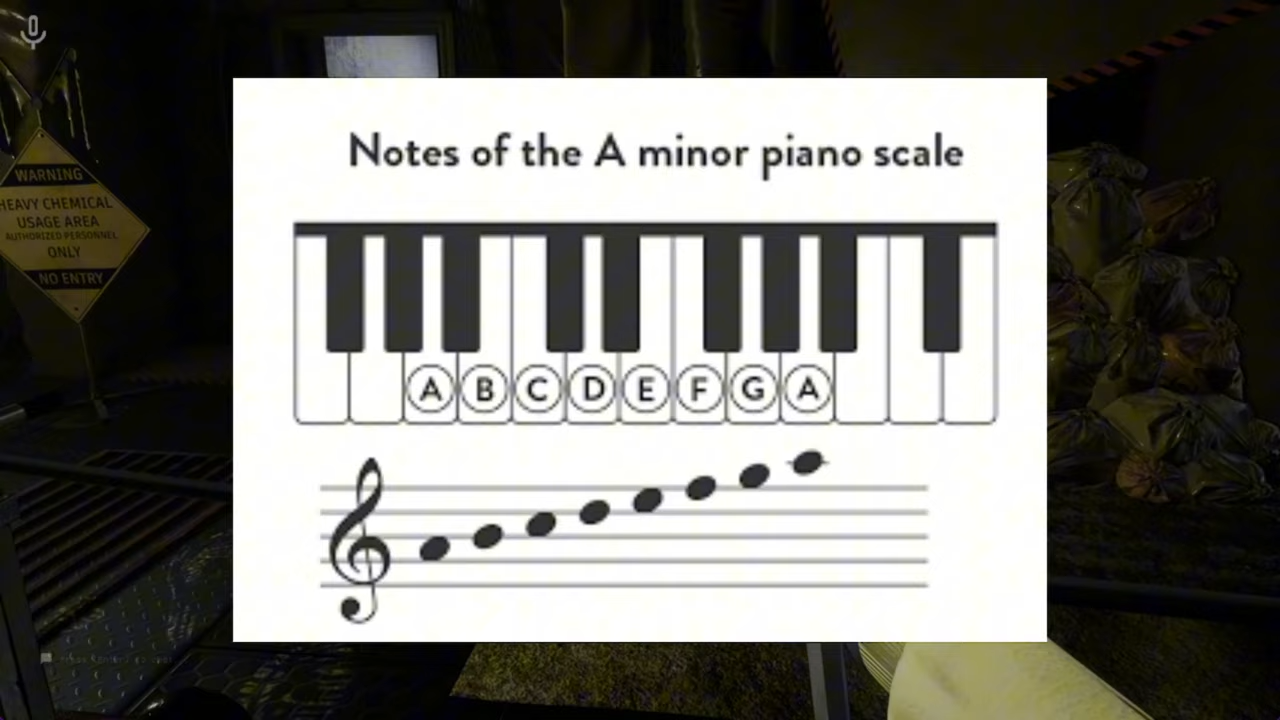 Notes of the A minor piano scale
A B C D E F G A
WARNING
HEAVY CHEMICAL
USAGE AREA
AUTHORIZED PERSONNEL
ONLY
NO ENTRY